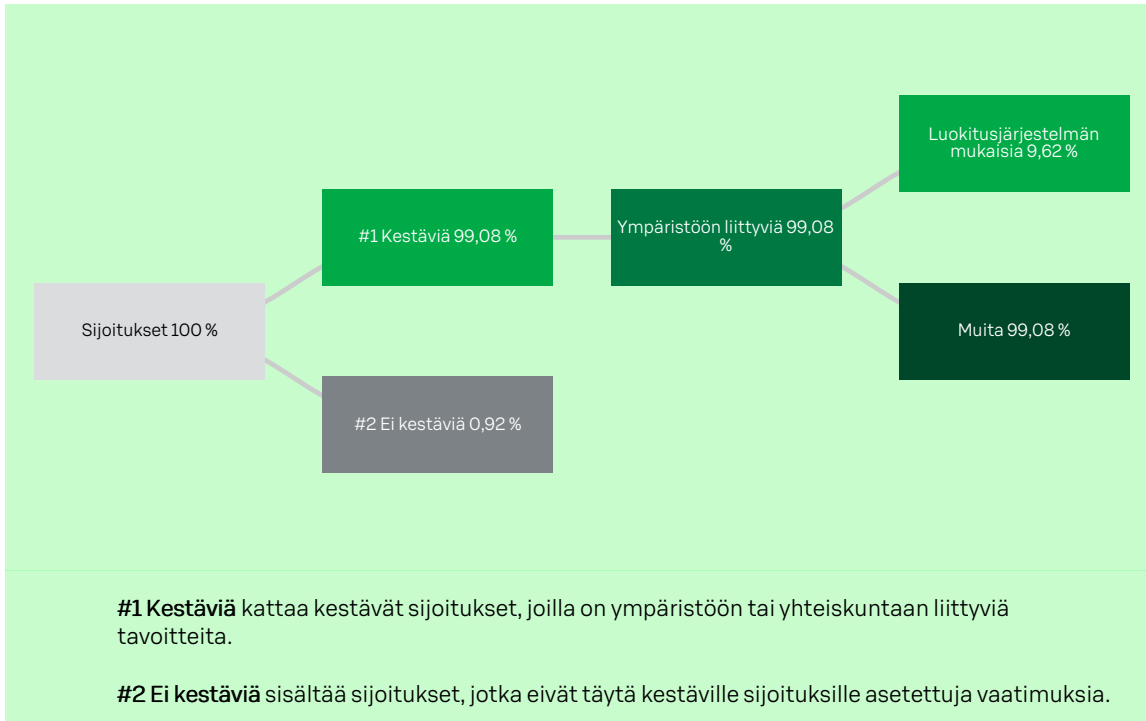 Luokitusjärjestelmän
mukaisia 9,62 %
#1 Kestäviä 99,08 %
Ympäristöön liittyviä 99,08
%
Sijoitukset 100 %
Muita 99,08 %
#2 Ei kestäviä 0,92 %
#1 Kestäviä kattaa kestävät sijoitukset, joilla on ympäristöön tai yhteiskuntaan liittyviä
tavoitteita.
#2 Ei kestäviä sisältää sijoitukset, jotka eivät täytä kestäville sijoituksille asetettuja vaatimuksia.